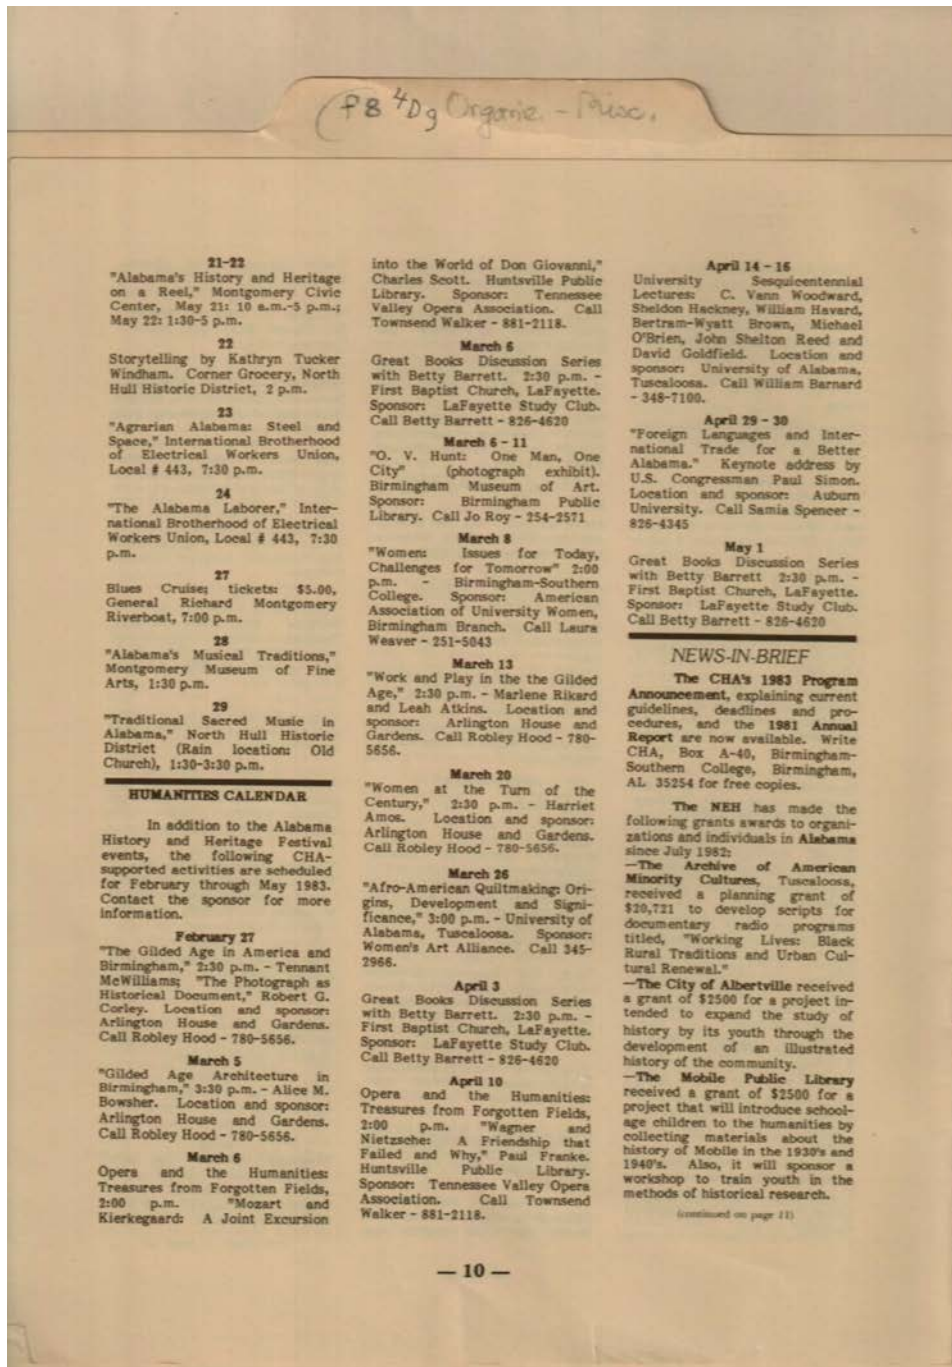 P8 4Dg Organie. - Misc.
21-22
"Alabama's History and Heritage
on a Reel," Montgomery Civic
Center, May 21: 10 a.m.-5 p.m.;
May 22: 1:30-5 p.m.
22
Storytelling by Kathryn Tucker
Windham. Corner Grocery, North
Hull Historic District, 2 p.m.
23
"Agrarian Alabama: Steel and
Space," International Brotherhood
of Electrical Workers Union,
Local # 443, 7:30 p.m.
24
"The Alabama Laborer," Inter-
national Brotherhood of Electrical
Workers Union, Local # 443, 7:30
p.m.
27
Blues Cruise; tickets: $5.00,
General Richard Montgomery
Riverboat, 7:00 p.m.
28
"Alabama's Musical Traditions,"
Montgomery Museum of Fine
Arts, 1:30 p.m.
29
"Traditional Sacred Music in
Alabama," North Hull Historic
District (Rain location: Old
Church), 1:30-3:30 p.m.
HUMANITIES CALENDAR
In addition to the Alabama
History and Heritage Festival
events, the following CHA-
supported activities are scheduled
for February through May 1983.
Contact the sponsor for more
information.
February 27
"The Gilded Age in America and
Birmingham," 2:30 p.m. - Tennant
McWilliams; "The Photograph as
Historical Document," Robert G.
Corley. Location and sponsor:
Arlington House and Gardens.
Call Robley Hood - 780-5656.
March 5
"Gilded Age Architecture in
Birmingham," 3:30 p.m. - Alice M.
Bowsher. Location and sponsor:
Arlington House and Gardens.
Call Robley Hood - 780-5656.
March 6
Opera and the Humanities:
Treasures from Forgotten Fields,
2:00 p.m. "Mozart and
Kierkegaard: A Joint Excursion
into the World of Don Giovanni,"
Charles Scott. Huntsville Public
Library. Sponsor: Tennessee
Valley Opera Association. Call
Townsend Walker - 881-2118.
March 6
Great Books Discussion Series
with Betty Barrett. 2:30 p.m. -
First Baptist Church, LaFayette.
Sponsor: LaFayette Study Club.
Call Betty Barrett - 826-4620
March 6 - 11
"O. V. Hunt: One Man, One
City" (photograph exhibit).
Birmingham Museum of Art.
Sponsor: Birmingham Public
Library. Call Jo Roy - 254-2571
March 8
"Women: Issues for Today,
Challenges for Tomorrow" 2:00
p.m. - Birmingham-Southern
College. Sponsor: American
Association of University Women,
Birmingham Branch. Call Laura
Weaver - 251-5043
March 13
"Work and Play in the the Gilded
Age," 2:30 p.m. - Marlene Rikard
and Leah Atkins. Location and
sponsor: Arlington House and
Gardens. Call Robley Hood - 780-
5656.
March 20
"Women at the Turn of the
Century," 2:30 p.m. - Harriet
Amos. Location and sponsor:
Arlington House and Gardens.
Call Robley Hood - 780-5656.
March 26
"Afro-American Quiltmaking: Ori-
gins, Development and Signi-
ficance," 3:00 p.m. - University of
Alabama, Tuscaloosa. Sponsor:
Women's Art Alliance. Call 345-
2966.
April 3
Great Books Discussion Series
with Betty Barrett. 2:30 p.m. -
First Baptist Church, LaFayette.
Sponsor: LaFayette Study Club.
Call Betty Barrett - 826-4620
April 10
Opera and the Humanities:
Treasures from Forgotten Fields,
2:00 p.m. "Wagner and
Nietzsche: A Friendship that
Failed and Why," Paul Franke.
Huntsville Public Library.
Sponsor: Tennessee Valley Opera
Association. Call Townsend
Walker - 881-2118.
April 14 - 16
University Sesquicentennial
Lectures: C. Vann Woodward,
Sheldon Hackney, William Havard,
Bertram-Wyatt Brown, Michael
O'Brien, John Shelton Reed and
David Goldfield. Location and
sponsor: University of Alabama,
Tuscaloosa. Call William Barnard
- 348-7100.
April 29 - 30
"Foreign Languages and Inter-
national Trade for a Better
Alabama." Keynote address by
U.S. Congressman Paul Simon.
Location and sponsor: Auburn
University. Call Samia Spencer -
826-4345
May 1
Great Books Discussion Series
with Betty Barrett 2:30 p.m. -
First Baptist Church, LaFayette.
Sponsor: LaFayette Study Club.
Call Betty Barrett - 826-4620
NEWS-IN-BRIEF
The CHA's 1983 Program
Announcement, explaining current
guidelines, deadlines and pro-
cedures, and the 1981 Annual
Report are now available. Write
CHA, Box A-40, Birmingham-
Southern College, Birmingham,
AL 35254 for free copies.
The NEH has made the
following grants awards to organi-
zations and individuals in Alabama
since July 1982:
—The Archive of American
Minority Cultures, Tuscaloosa,
received a planning grant of
$20,721 to develop scripts for
documentary radio programs
titled, "Working Lives: Black
Rural Traditions and Urban Cul-
tural Renewal."
—The City of Albertville received
a grant of $2500 for a project in-
tended to expand the study of
history by its youth through the
development of an illustrated
history of the community.
—The Mobile Public Library
received a grant of $2500 for a
project that will introduce school-
age children to the humanities by
collecting materials about the
history of Mobile in the 1930's and
1940's. Also, it will sponsor a
workshop to train youth in the
methods of historical research.
(continued on page 11)
— 10 —